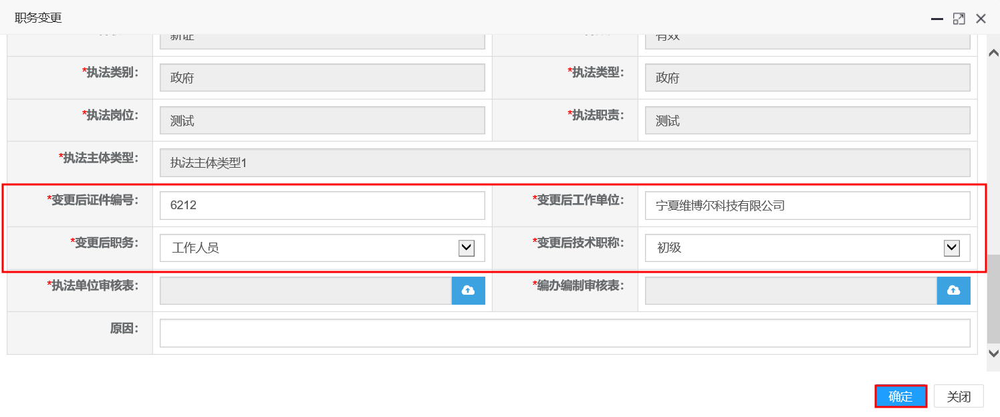 职务变更
新证
有效
*执法类别： 政府 *执法类型： 政府
*执法岗位： 测试 *执法职责： 测试
*执法主体类型： 执法主体类型1
*变更后证件编号： 6212 *变更后工作单位： 宁夏维博尔科技有限公司
*变更后职务： 工作人员 *变更后技术职称： 初级
*执法单位审核表： *编办编制审核表：
原因：
确定 关闭